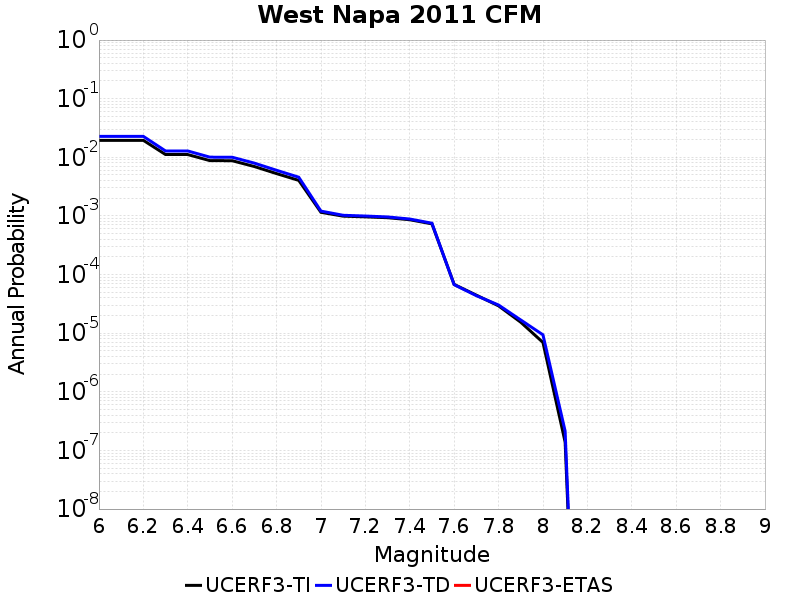 West Napa 2011 CFM
10^0
10^-1
10^-2
10^-3
10^-4
10^-5
10^-6
10^-7
10^-8
Annual Probability
6 6.2 6.4 6.6 6.8 7 7.2 7.4 7.6 7.8 8 8.2 8.4 8.6 8.8 9
Magnitude
UCERF3-TI UCERF3-TD UCERF3-ETAS